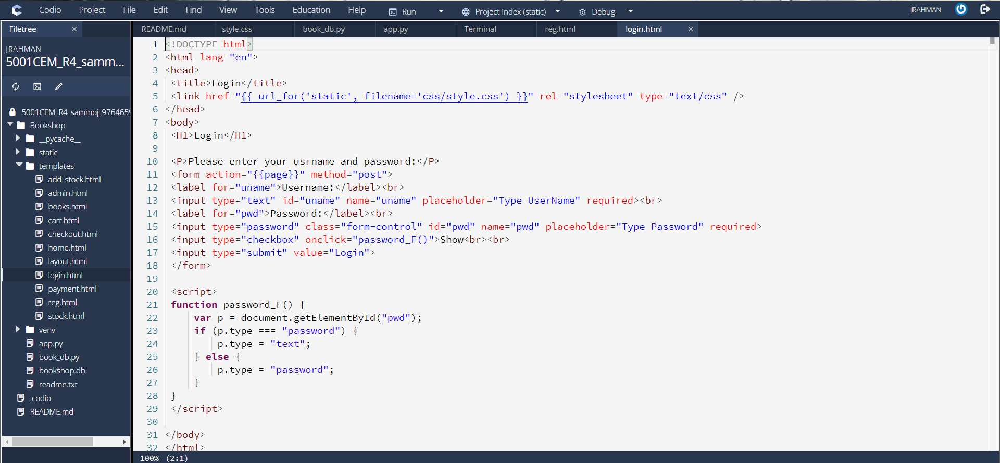 Codio Project File Edit Find View Tools Education Help Run Project Index (static) Debug JRAHMAN
Filetree × README.md style.css book_db.py app.py Terminal reg.html login.html ×
JRAHMAN
5001CEM_R4_samm...
5001CEM_R4_sammoj_9764659
Bookshop
__pycache__
static
templates
add_stock.html
admin.html
books.html
cart.html
checkout.html
home.html
layout.html
login.html
payment.html
reg.html
stock.html
venv
app.py
book_db.py
bookshop.db
readme.txt
.codio
README.md
1 <!DOCTYPE html>
2 <html lang="en">
3 <head>
4 <title>Login</title>
5 <link href="{{ url_for('static', filename='css/style.css') }}" rel="stylesheet" type="text/css" />
6 </head>
7 <body>
8 <H1>Login</H1>
9
10 <P>Please enter your usrname and password:</P>
11 <form action="{{page}}" method="post">
12 <label for="uname">Username:</label><br>
13 <input type="text" id="uname" name="uname" placeholder="Type UserName" required><br>
14 <label for="pwd">Password:</label><br>
15 <input type="password" class="form-control" id="pwd" name="pwd" placeholder="Type Password" required>
16 <input type="checkbox" onclick="password_F()">Show<br><br>
17 <input type="submit" value="Login">
18 </form>
19
20 <script>
21 function password_F() {
22 var p = document.getElementById("pwd");
23 if (p.type === "password") {
24 p.type = "text";
25 } else {
26 p.type = "password";
27 }
28 }
29 </script>
30
31 </body>
32 </html>
100% (2:1)